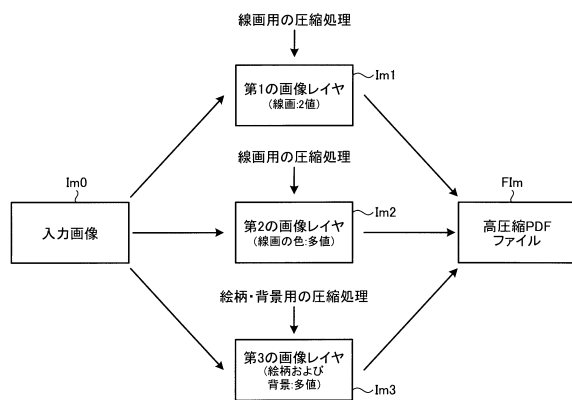 線画用の圧縮処理
第1の画像レイヤ
(線画:2値)
Im1
線画用の圧縮処理
Im0
入力画像
第2の画像レイヤ
(線画の色:多値)
Im2
FIm
高圧縮PDF
ファイル
絵柄・背景用の圧縮処理
第3の画像レイヤ
(絵柄および
背景:多値)
Im3